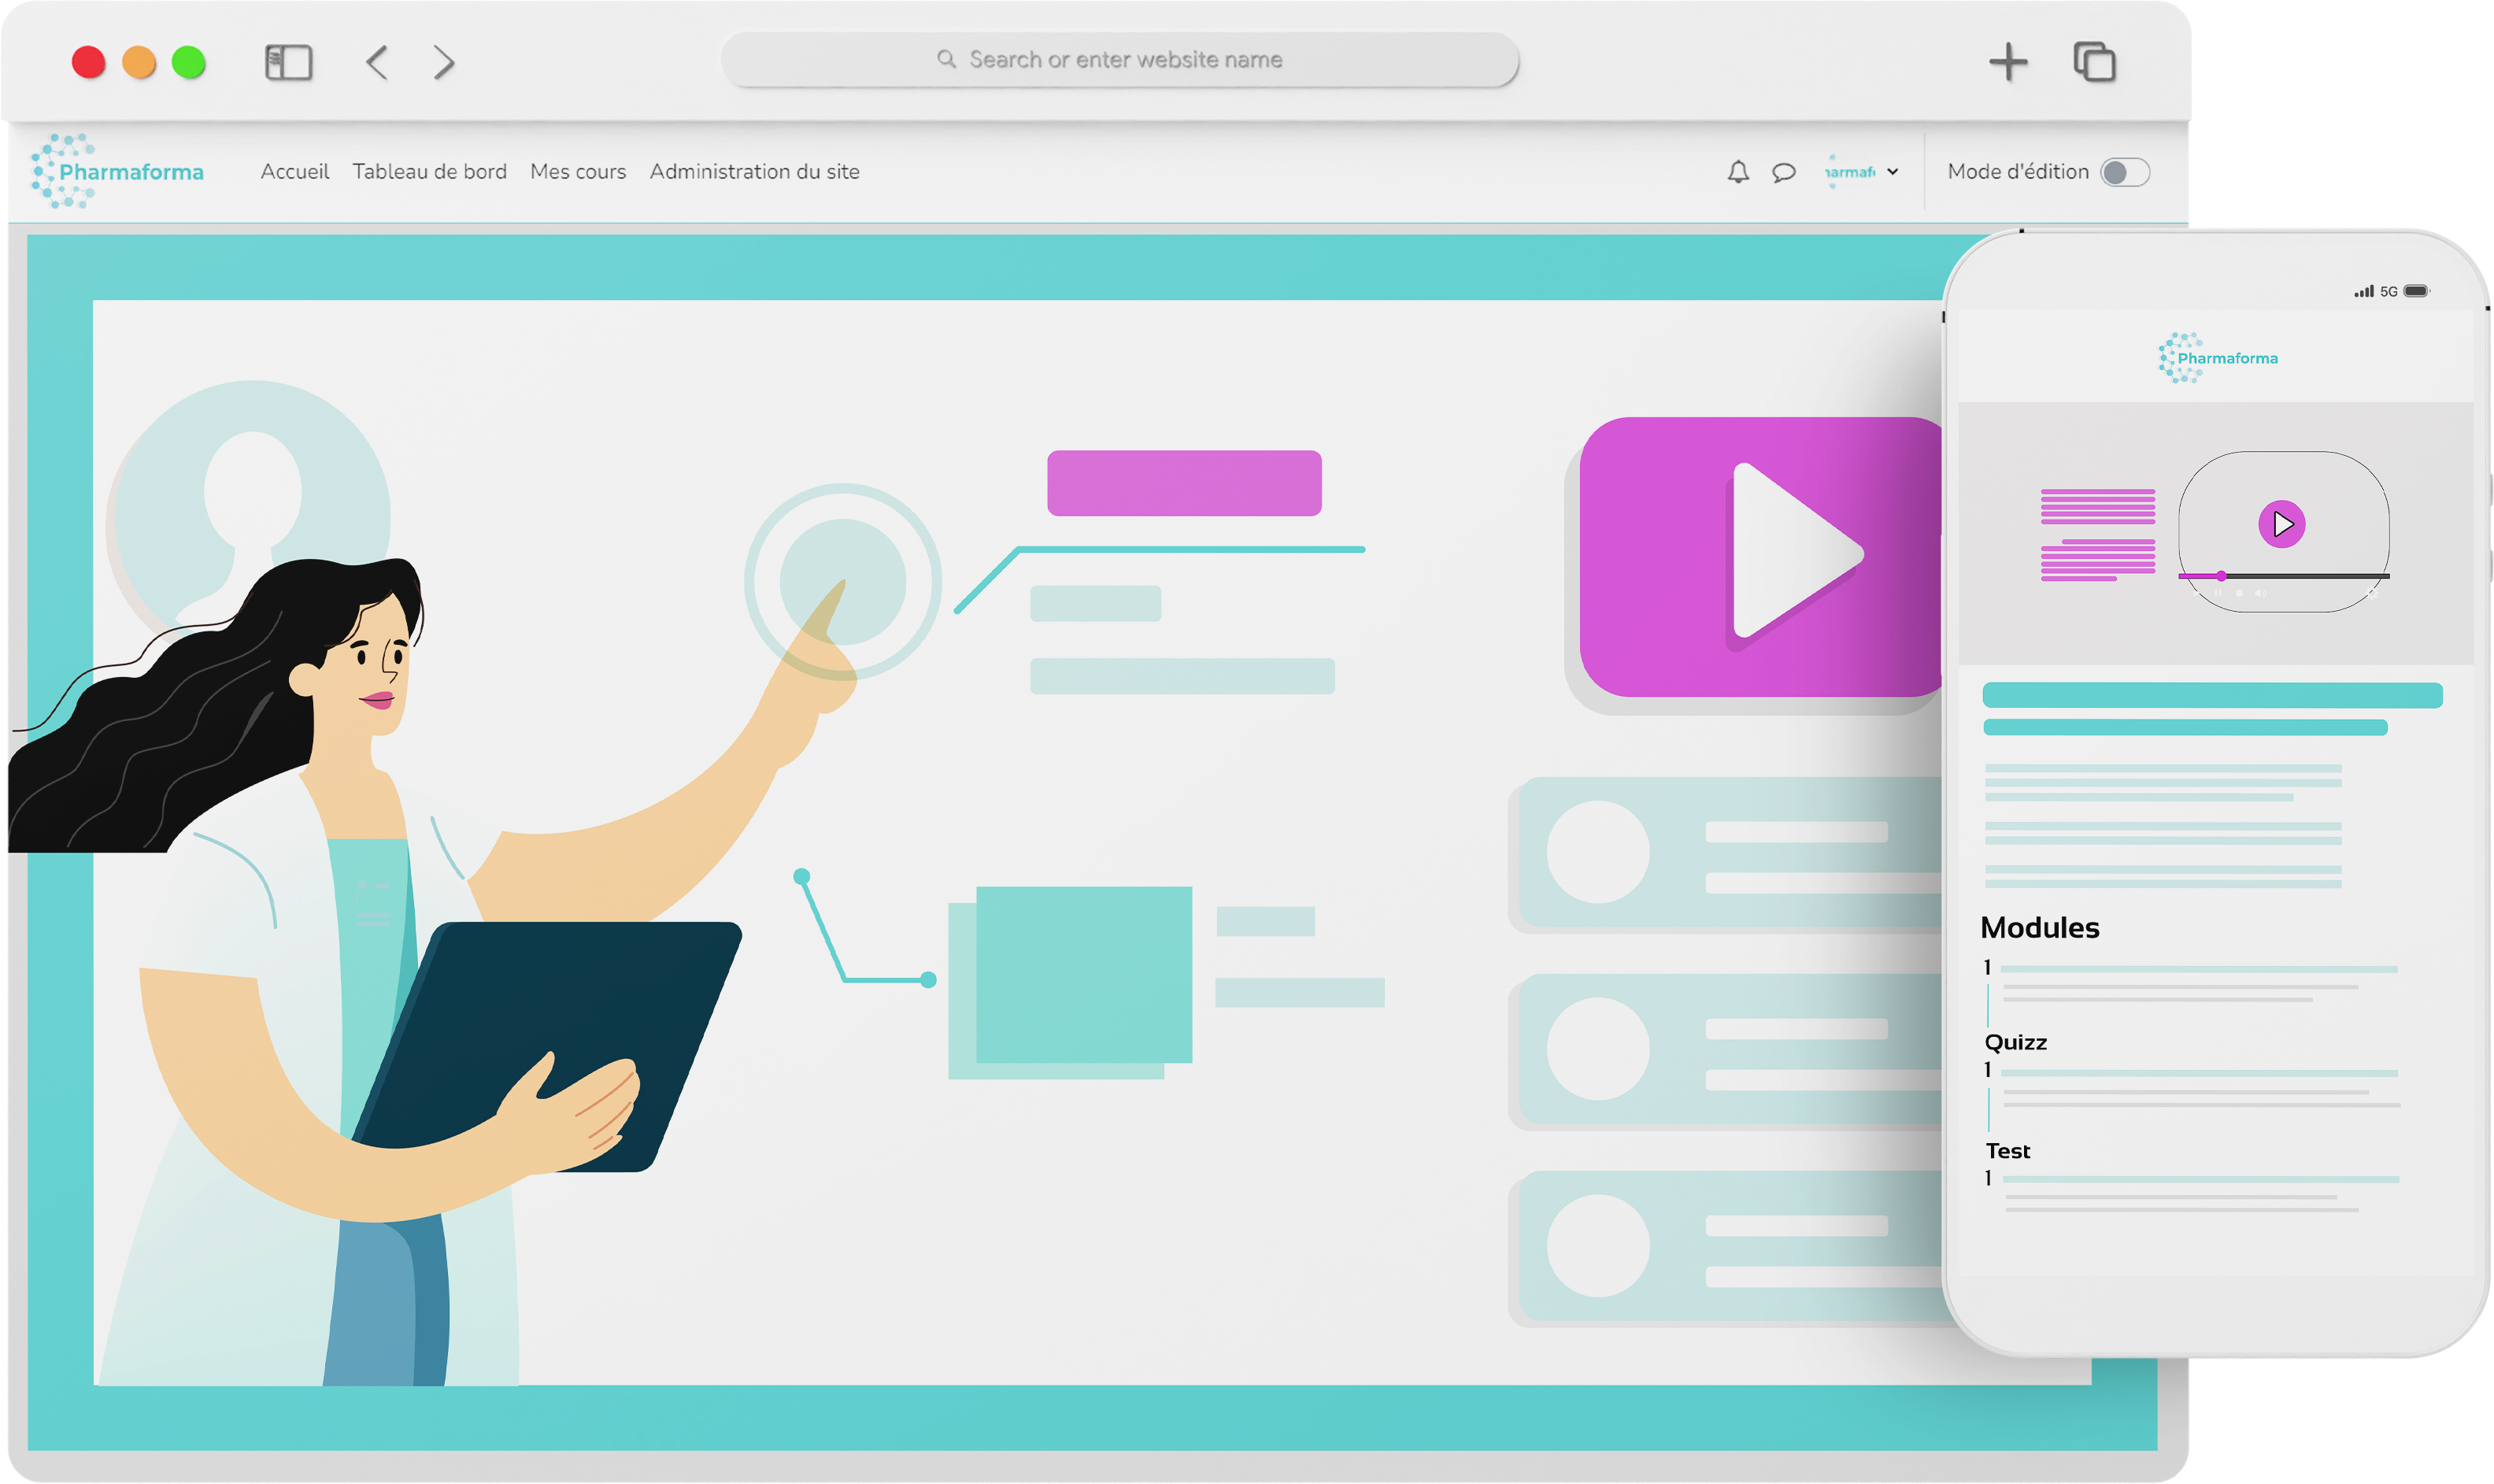 Search or enter website name
Pharmaforma
Accueil Tableau de bord Mes cours Administration du site
Mode d'édition
5G
Pharmaforma
Modules
1
Quizz
1
Test
1